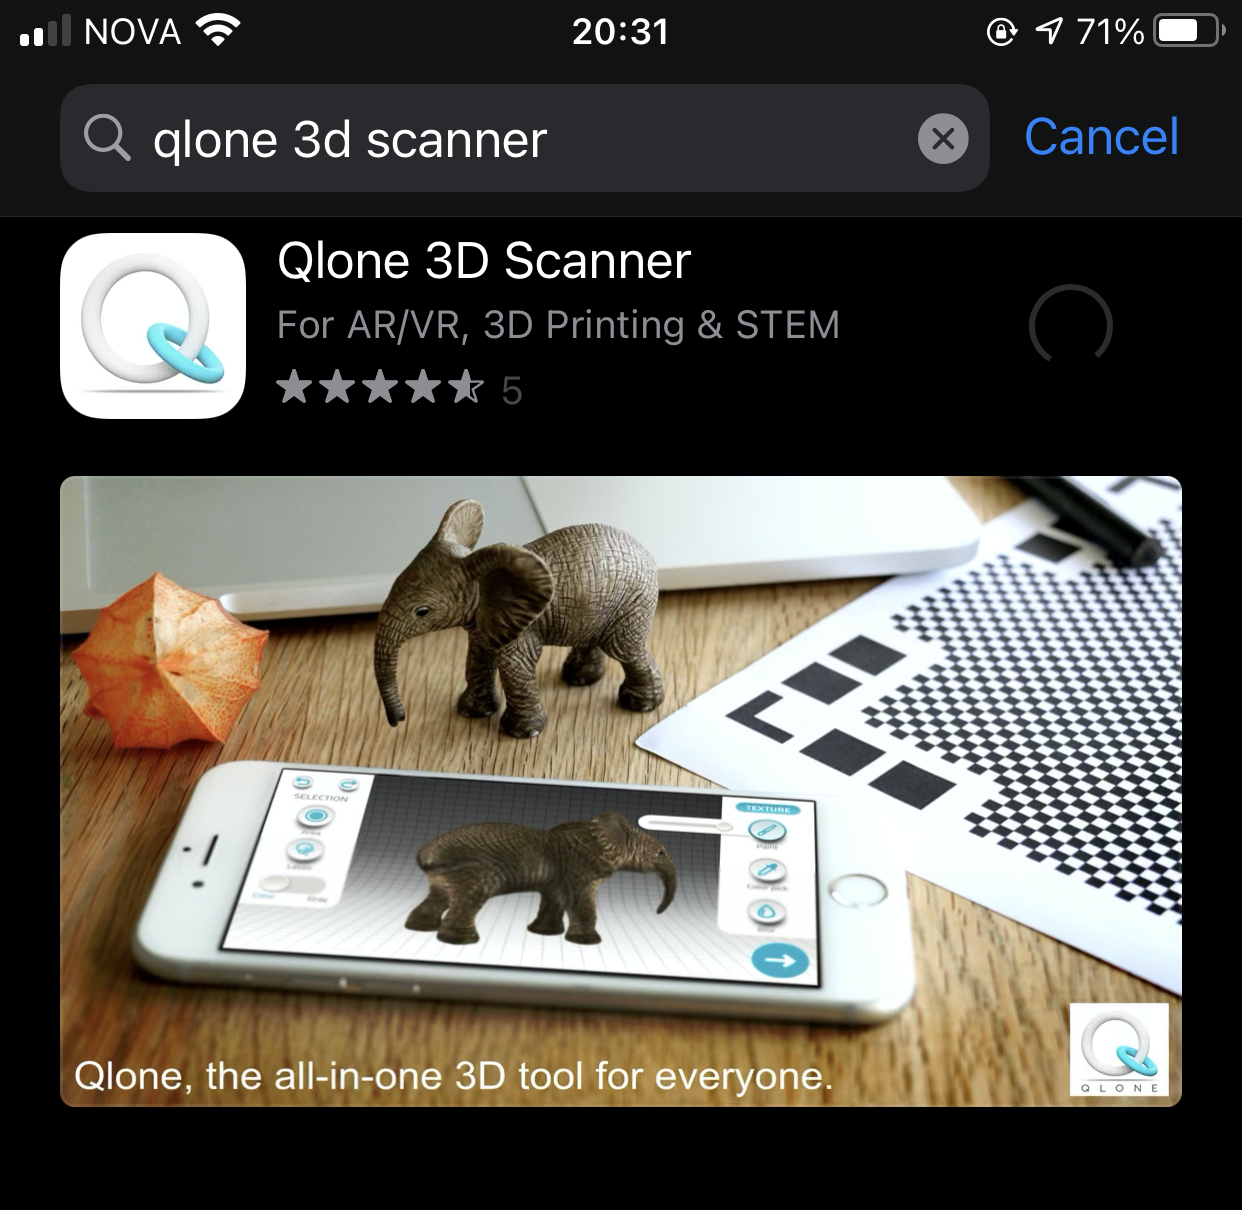 NOVA 20:31 71%
qlone 3d scanner Cancel
Qlone 3D Scanner
For AR/VR, 3D Printing & STEM
5
SELECTION
Area
Lasso
Color Gray
TEXTURE
Paint
Color pick
Blur
Qlone, the all-in-one 3D tool for everyone.
QLONE